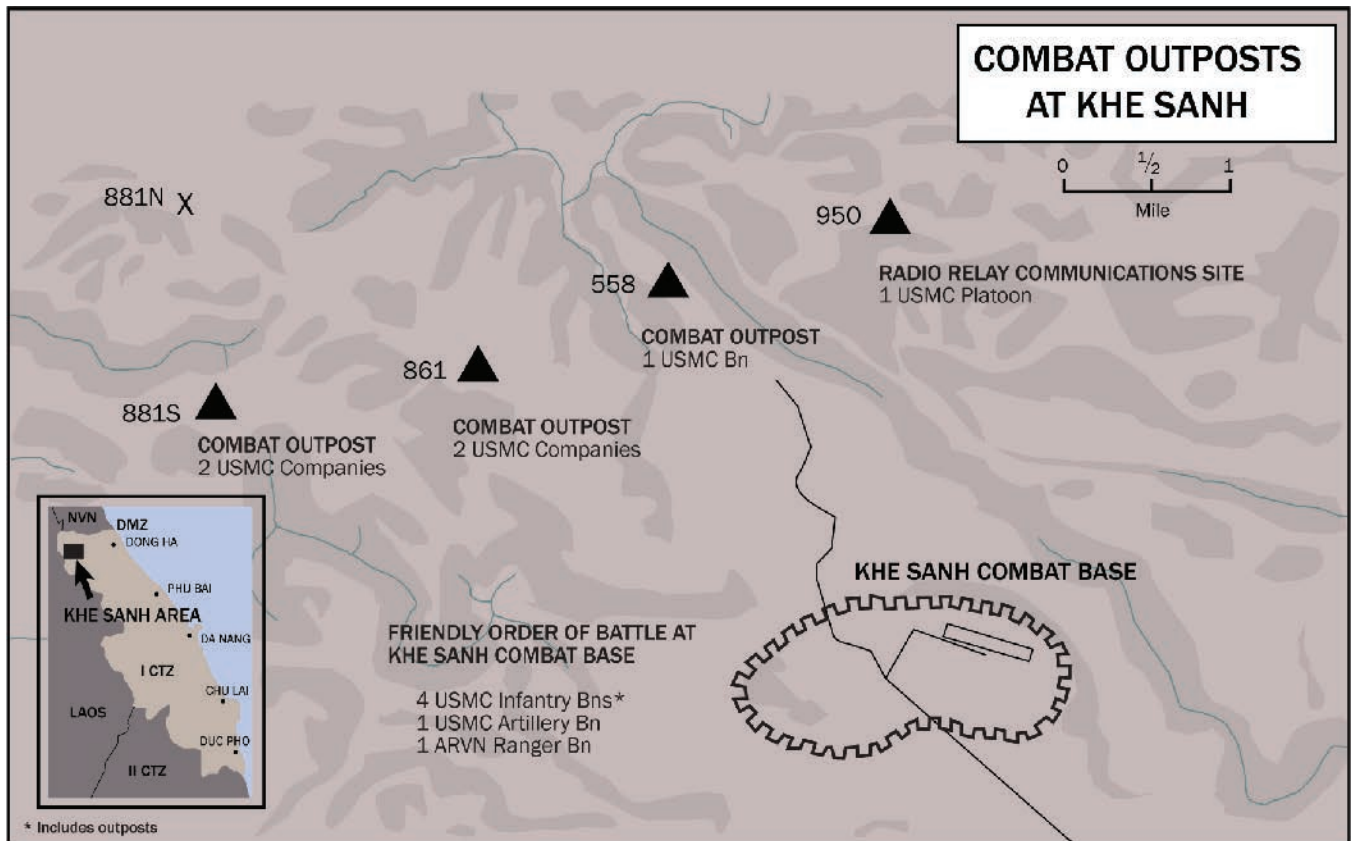 COMBAT OUTPOSTS
AT KHE SANH
0 1/2 1
Mile
881N X
950
RADIO RELAY COMMUNICATIONS SITE
1 USMC Platoon
558
COMBAT OUTPOST
1 USMC Bn
861
COMBAT OUTPOST
2 USMC Companies
881S
COMBAT OUTPOST
2 USMC Companies
NVN
DMZ
DONG HA
PHU BAI
KHE SANH AREA
DA NANG
I CTZ
CHU LAI
LAOS
DUC PHO
II CTZ
* Includes outposts
KHE SANH COMBAT BASE
FRIENDLY ORDER OF BATTLE AT
KHE SANH COMBAT BASE
4 USMC Infantry Bns*
1 USMC Artillery Bn
1 ARVN Ranger Bn